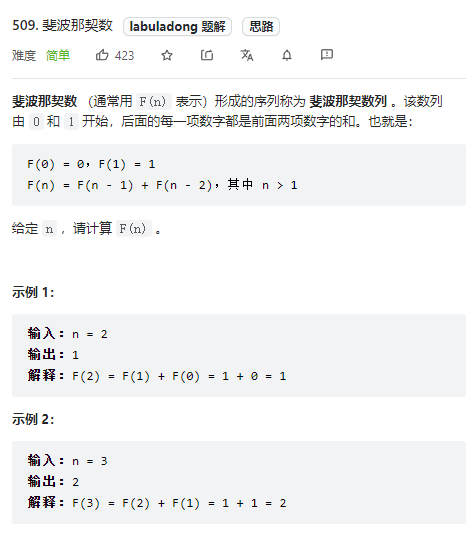 509. 斐波那契数 labuladong 题解 思路
难度 简单 423
斐波那契数 （通常用 F(n) 表示）形成的序列称为 斐波那契数列 。该数列
由 0 和 1 开始，后面的每一项数字都是前面两项数字的和。也就是：
F(0) = 0，F(1) = 1
F(n) = F(n - 1) + F(n - 2)，其中 n > 1
给定 n ，请计算 F(n) 。
示例 1：
输入：n = 2
输出：1
解释：F(2) = F(1) + F(0) = 1 + 0 = 1
示例 2：
输入：n = 3
输出：2
解释：F(3) = F(2) + F(1) = 1 + 1 = 2